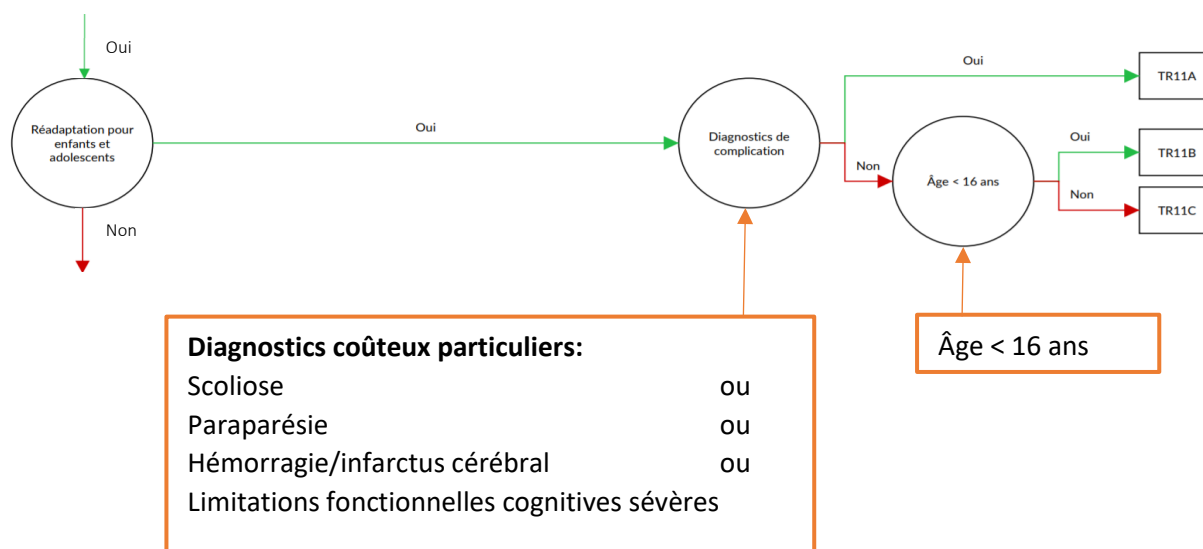 Oui
Réadaptation pour
enfants et
adolescents
Non
Oui
Diagnostics de
complication
Oui
Non
Âge < 16 ans
Oui
Non
TR11A
TR11B
TR11C
Diagnostics coûteux particuliers:
Scoliose ou
Paraparésie ou
Hémorragie/infarctus cérébral ou
Limitations fonctionnelles cognitives sévères
Âge < 16 ans